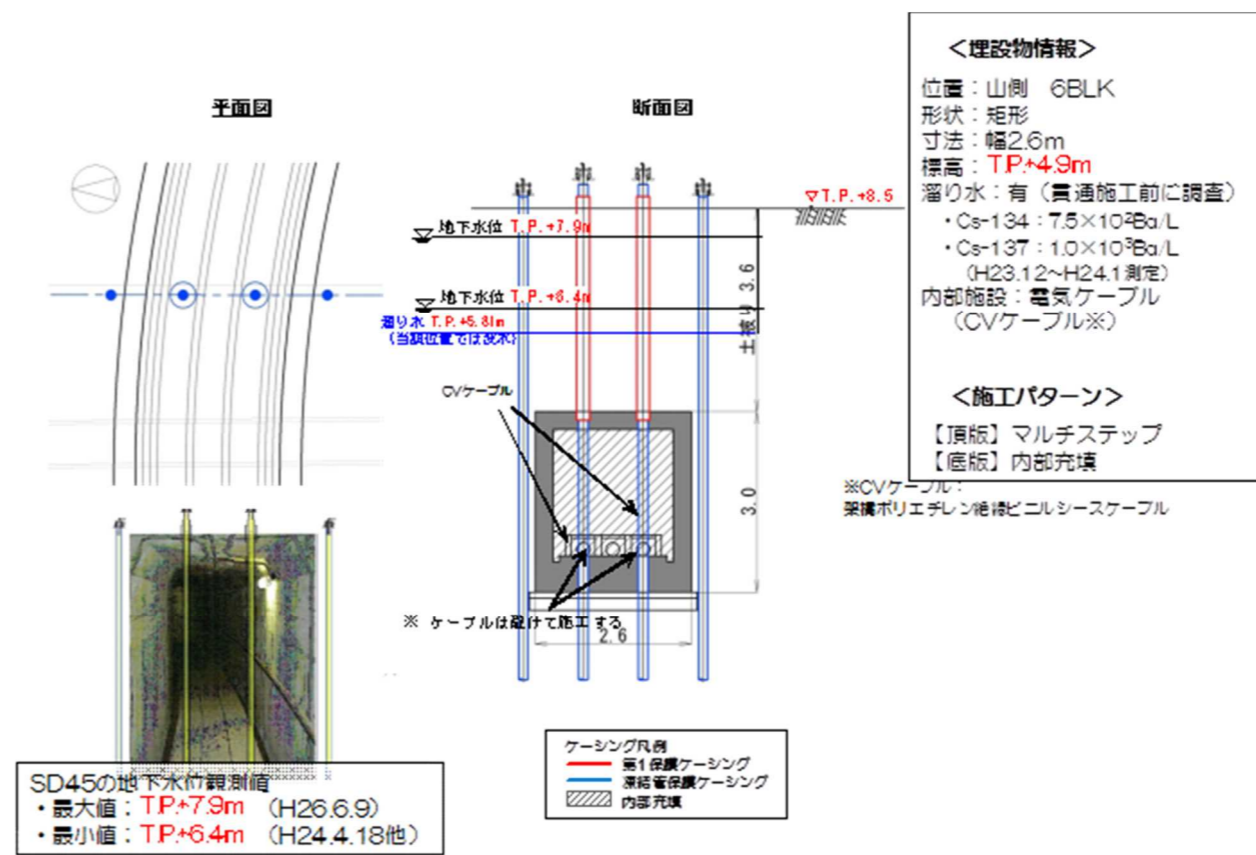 平面図
断面図
▽T.P.+8.5
地下水位 T.P.+7.9m
地下水位 T.P.+6.4m
溜り水 T.P.+5.81m
(当該位置では没水)
土被り 3.6
CVケーブル
3.0
※ ケーブルは避けて施工する
2.6
<埋設物情報>
位置：山側 6BLK
形状：矩形
寸法：幅2.6m
標高：T.P.+4.9m
溜り水：有（貫通施工前に調査）
・Cs-134：7.5×10²Bq/L
・Cs-137：1.0×10³Bq/L
（H23.12～H24.1測定）
内部施設：電気ケーブル
（CVケーブル※）
<施工パターン>
【頂版】マルチステップ
【底版】内部充填
※CVケーブル：
架橋ポリエチレン絶縁ビニルシースケーブル
ケーシング凡例
第1保護ケーシング
凍結管保護ケーシング
内部充填
SD45の地下水位観測値
・最大値：T.P.+7.9m （H26.6.9）
・最小値：T.P.+6.4m （H24.4.18他）